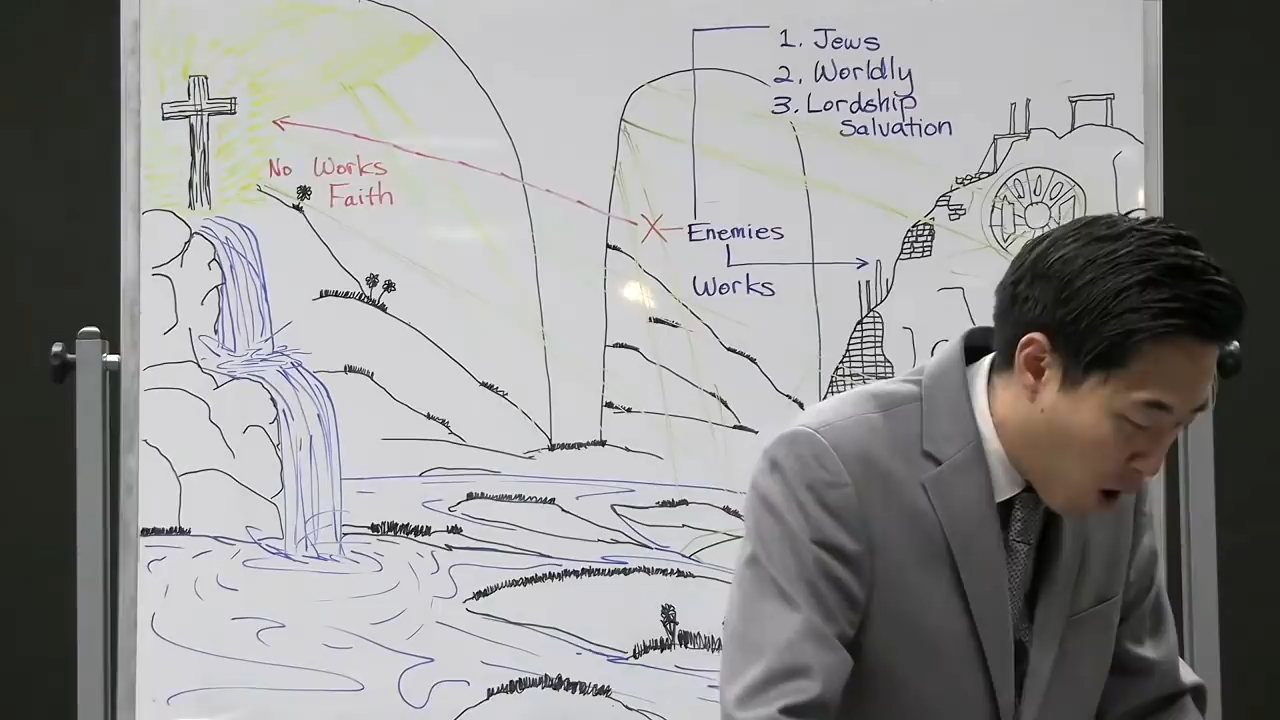 1. Jews
2. Worldly
3. Lordship
Salvation
No Works
Faith
X
Enemies
Works